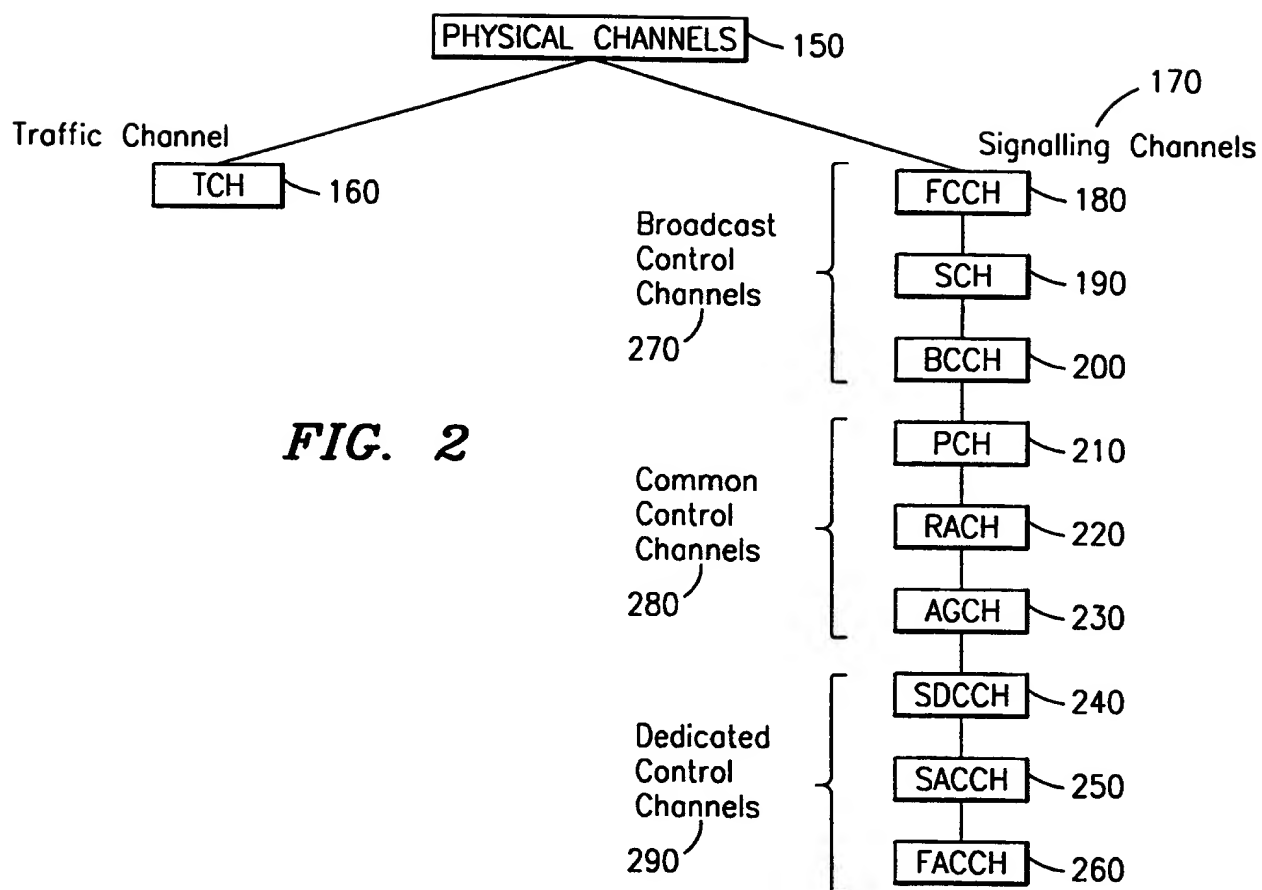 PHYSICAL CHANNELS 150
170
Traffic Channel
Signalling Channels
TCH 160
FCCH 180
Broadcast
Control
Channels
270
SCH 190
BCCH 200
FIG. 2
PCH 210
Common
Control
Channels
280
RACH 220
AGCH 230
SDCCH 240
Dedicated
Control
Channels
290
SACCH 250
FACCH 260